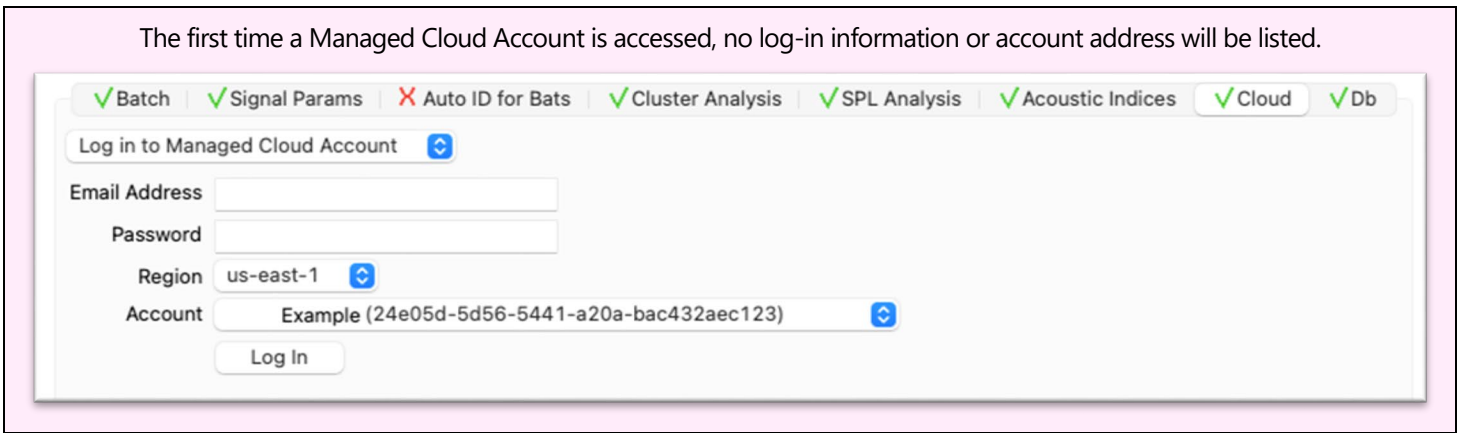 The first time a Managed Cloud Account is accessed, no log-in information or account address will be listed.
Batch Signal Params Auto ID for Bats Cluster Analysis SPL Analysis Acoustic Indices Cloud Db
Log in to Managed Cloud Account
Email Address
Password
Region us-east-1
Account Example (24e05d-5d56-5441-a20a-bac432aec123)
Log In